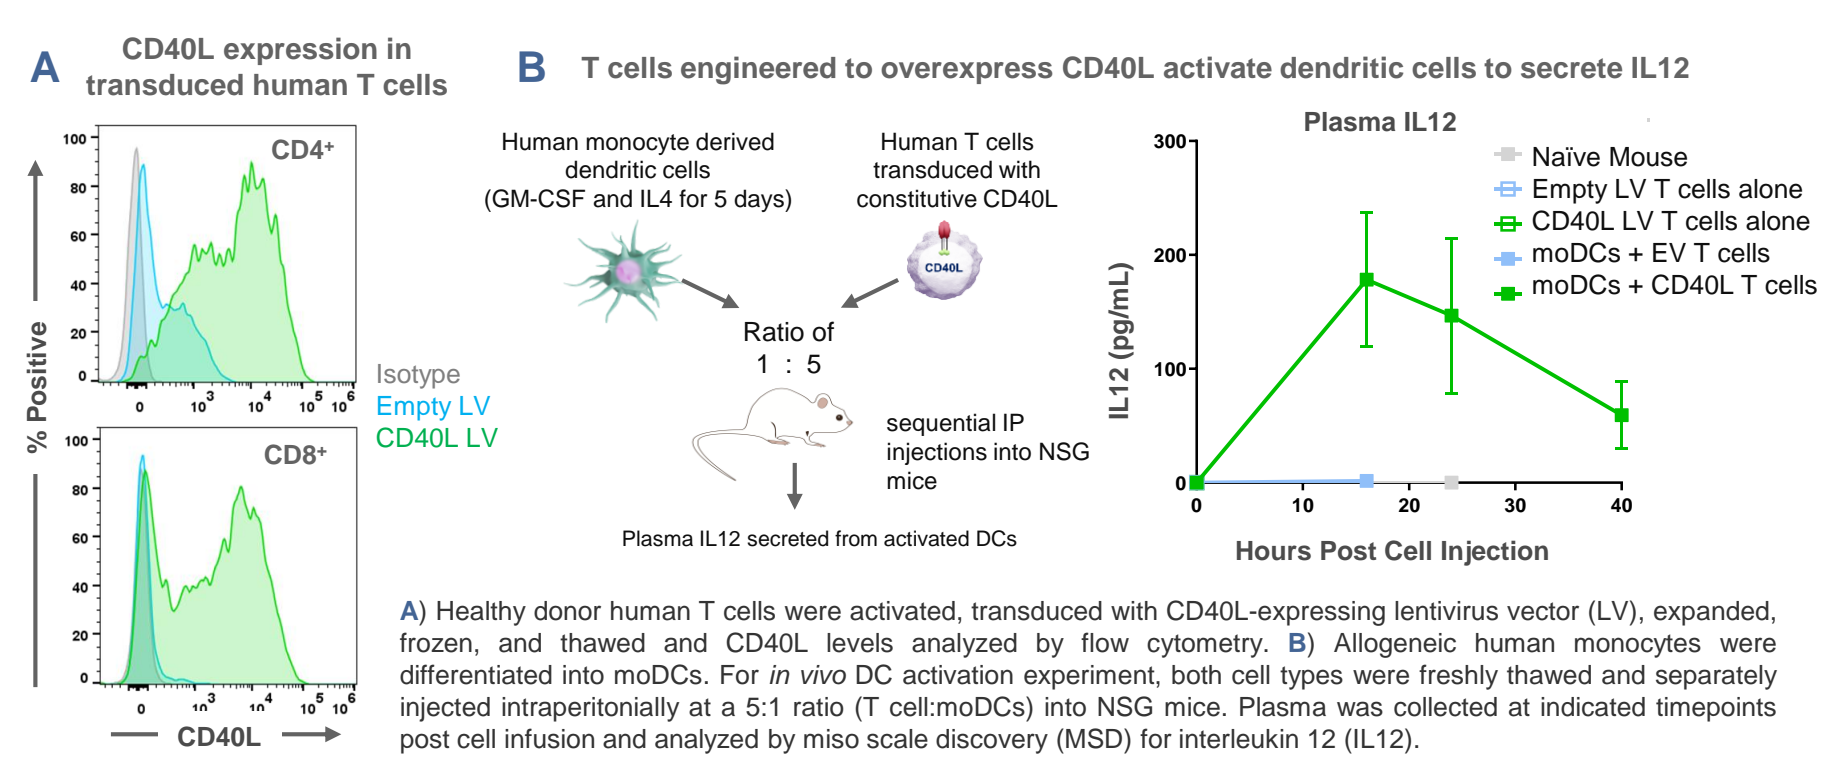 A
CD40L expression in
transduced human T cells
CD4+
100
80
60
40
20
0
0 10^3 10^4 10^5 10^6
% Positive
CD8+
100
80
60
40
20
0
0 10^3 10^4 10^5 10^6
CD40L
Isotype
Empty LV
CD40L LV
B
T cells engineered to overexpress CD40L activate dendritic cells to secrete IL12
Human monocyte derived
dendritic cells
(GM-CSF and IL4 for 5 days)
Human T cells
transduced with
constitutive CD40L
CD40L
Ratio of
1 : 5
sequential IP
injections into NSG
mice
Plasma IL12 secreted from activated DCs
Plasma IL12
300
200
100
0
IL12 (pg/mL)
0 10 20 30 40
Hours Post Cell Injection
Naïve Mouse
Empty LV T cells alone
CD40L LV T cells alone
moDCs + EV T cells
moDCs + CD40L T cells
A) Healthy donor human T cells were activated, transduced with CD40L-expressing lentivirus vector (LV), expanded,
frozen, and thawed and CD40L levels analyzed by flow cytometry. B) Allogeneic human monocytes were
differentiated into moDCs. For in vivo DC activation experiment, both cell types were freshly thawed and separately
injected intraperitonially at a 5:1 ratio (T cell:moDCs) into NSG mice. Plasma was collected at indicated timepoints
post cell infusion and analyzed by miso scale discovery (MSD) for interleukin 12 (IL12).